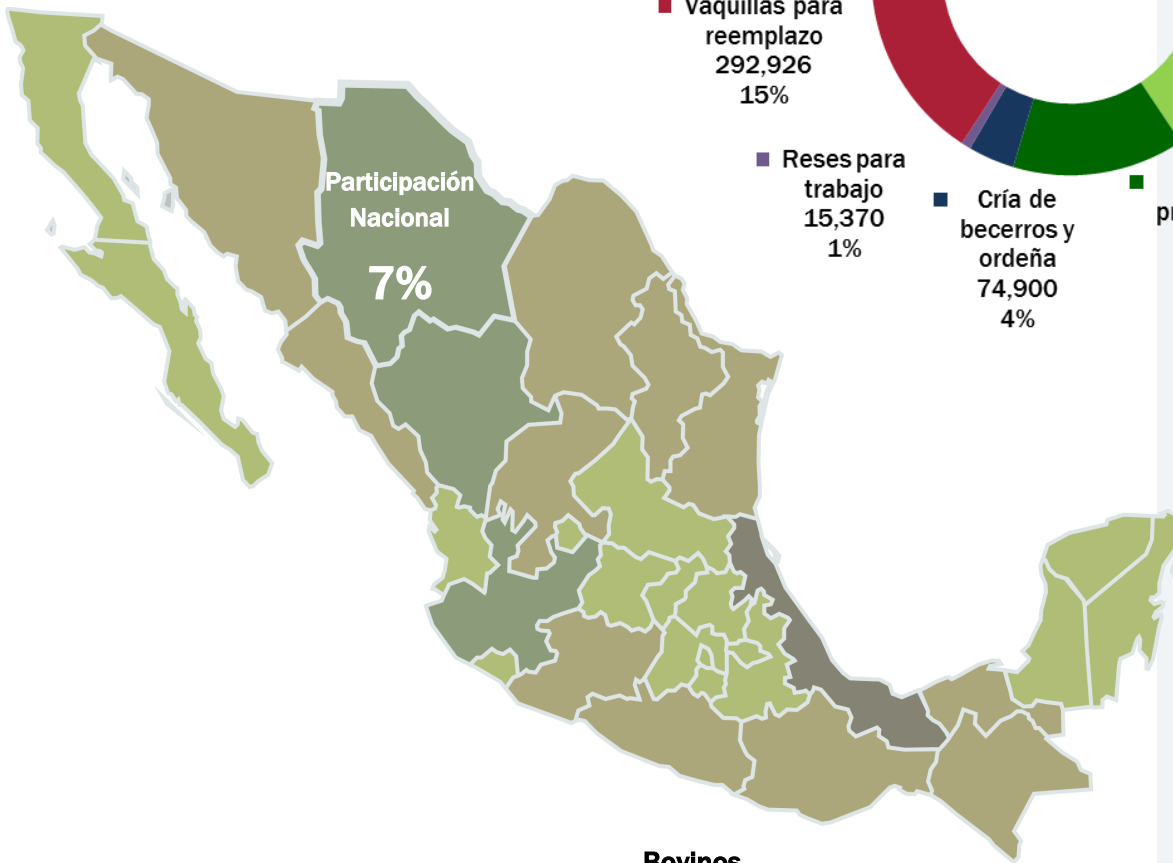 Vaquillas para
reemplazo
292,926
15%
Reses para
trabajo
15,370
1%
Cría de
becerros y
ordeña
74,900
4%
Participación
Nacional
7%
Bovinos